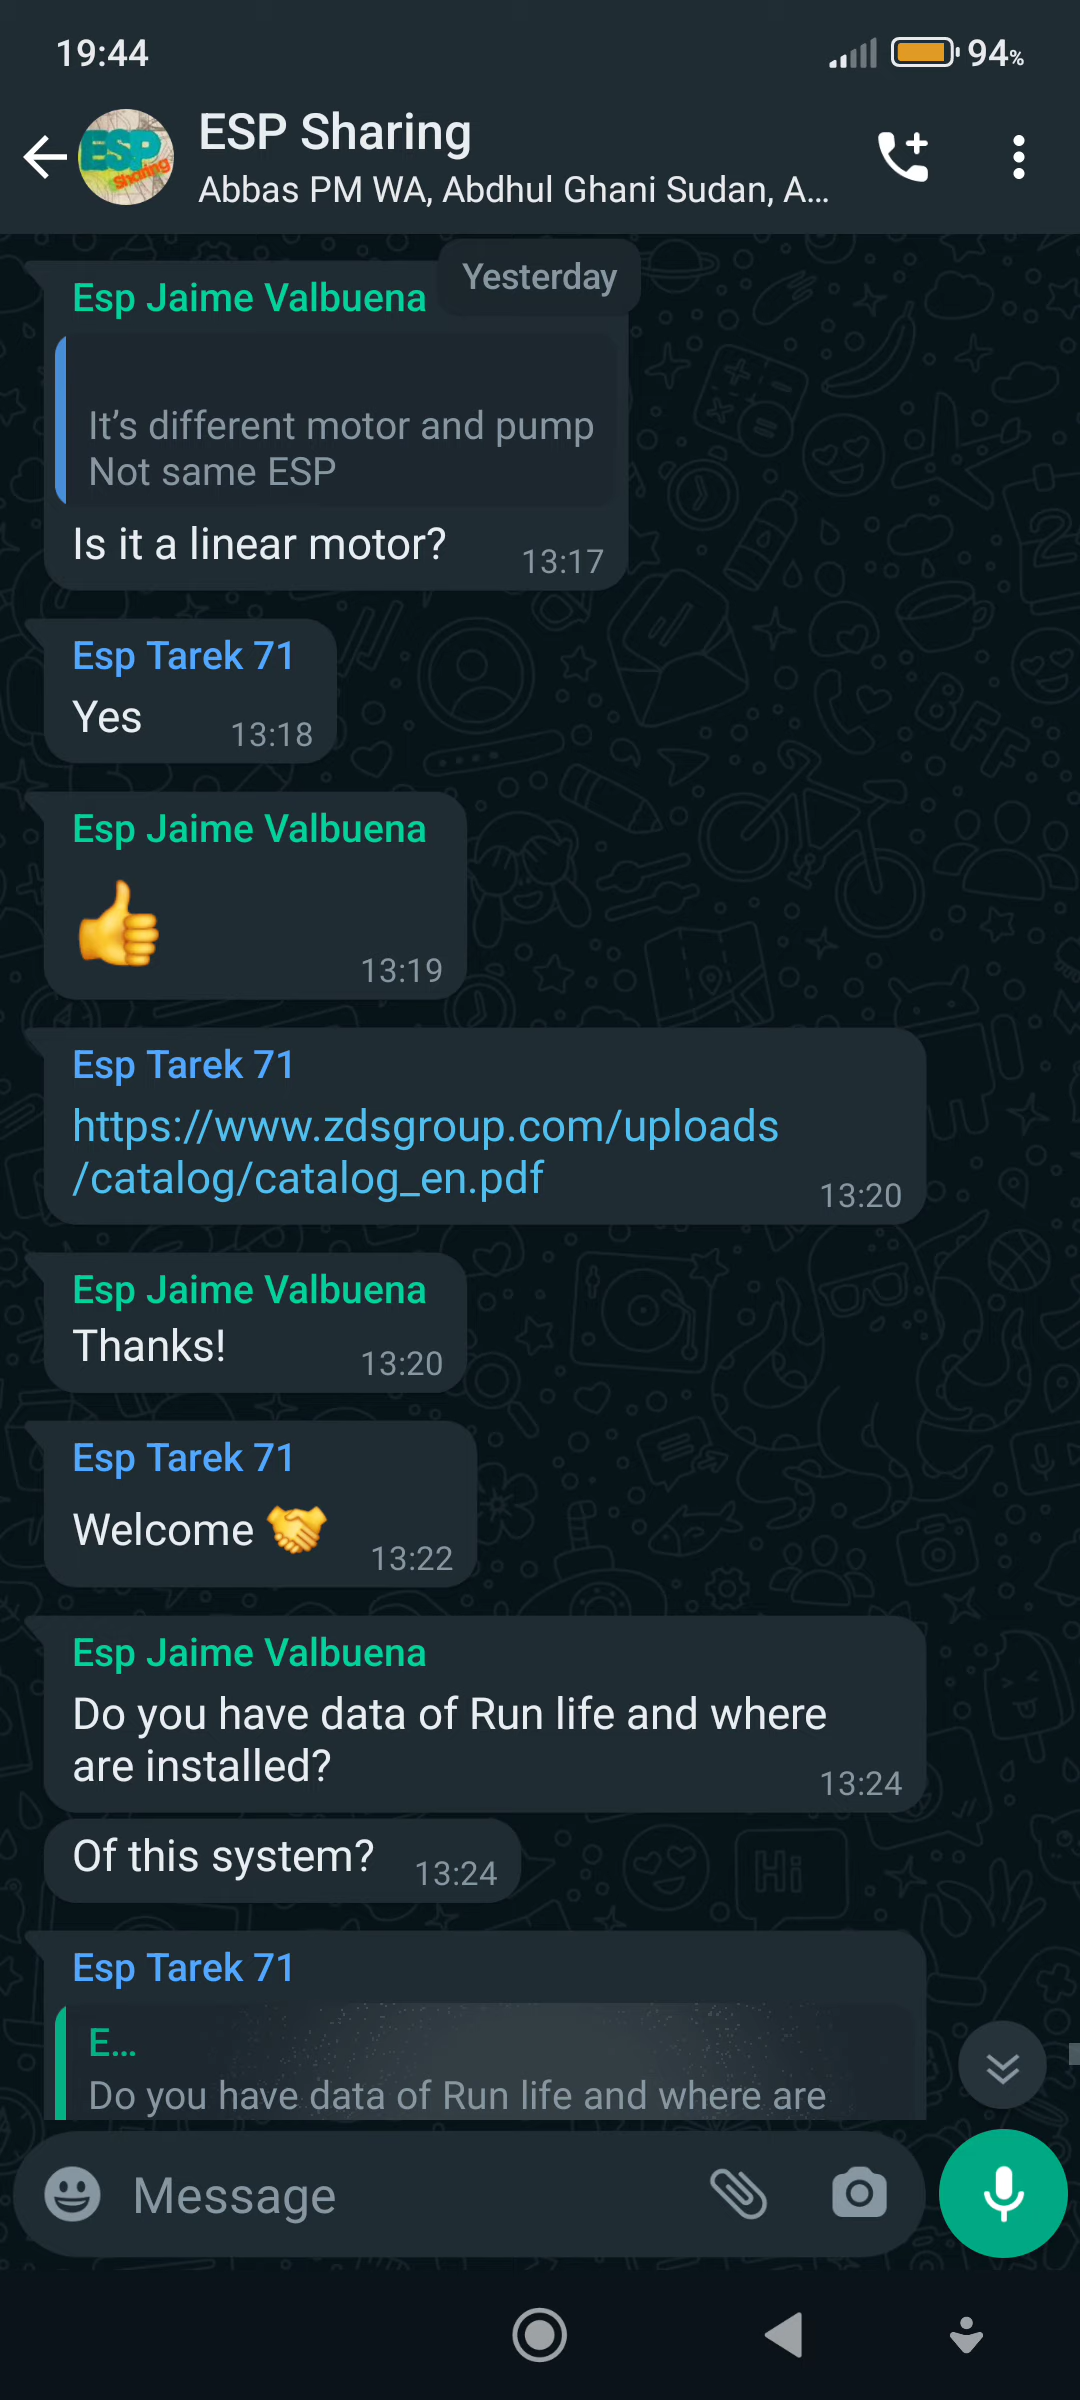 19:44
94%
ESP Sharing
Abbas PM WA, Abdhul Ghani Sudan, A...
ESP
Sharing
Yesterday
Esp Jaime Valbuena
It's different motor and pump
Not same ESP
Is it a linear motor?
13:17
Esp Tarek 71
Yes
13:18
Esp Jaime Valbuena
👍
13:19
Esp Tarek 71
https://www.zdsgroup.com/uploads
/catalog/catalog_en.pdf
13:20
Esp Jaime Valbuena
Thanks!
13:20
Esp Tarek 71
Welcome 🤝
13:22
Esp Jaime Valbuena
Do you have data of Run life and where
are installed?
13:24
Of this system?
13:24
Esp Tarek 71
E...
Do you have data of Run life and where are
Message